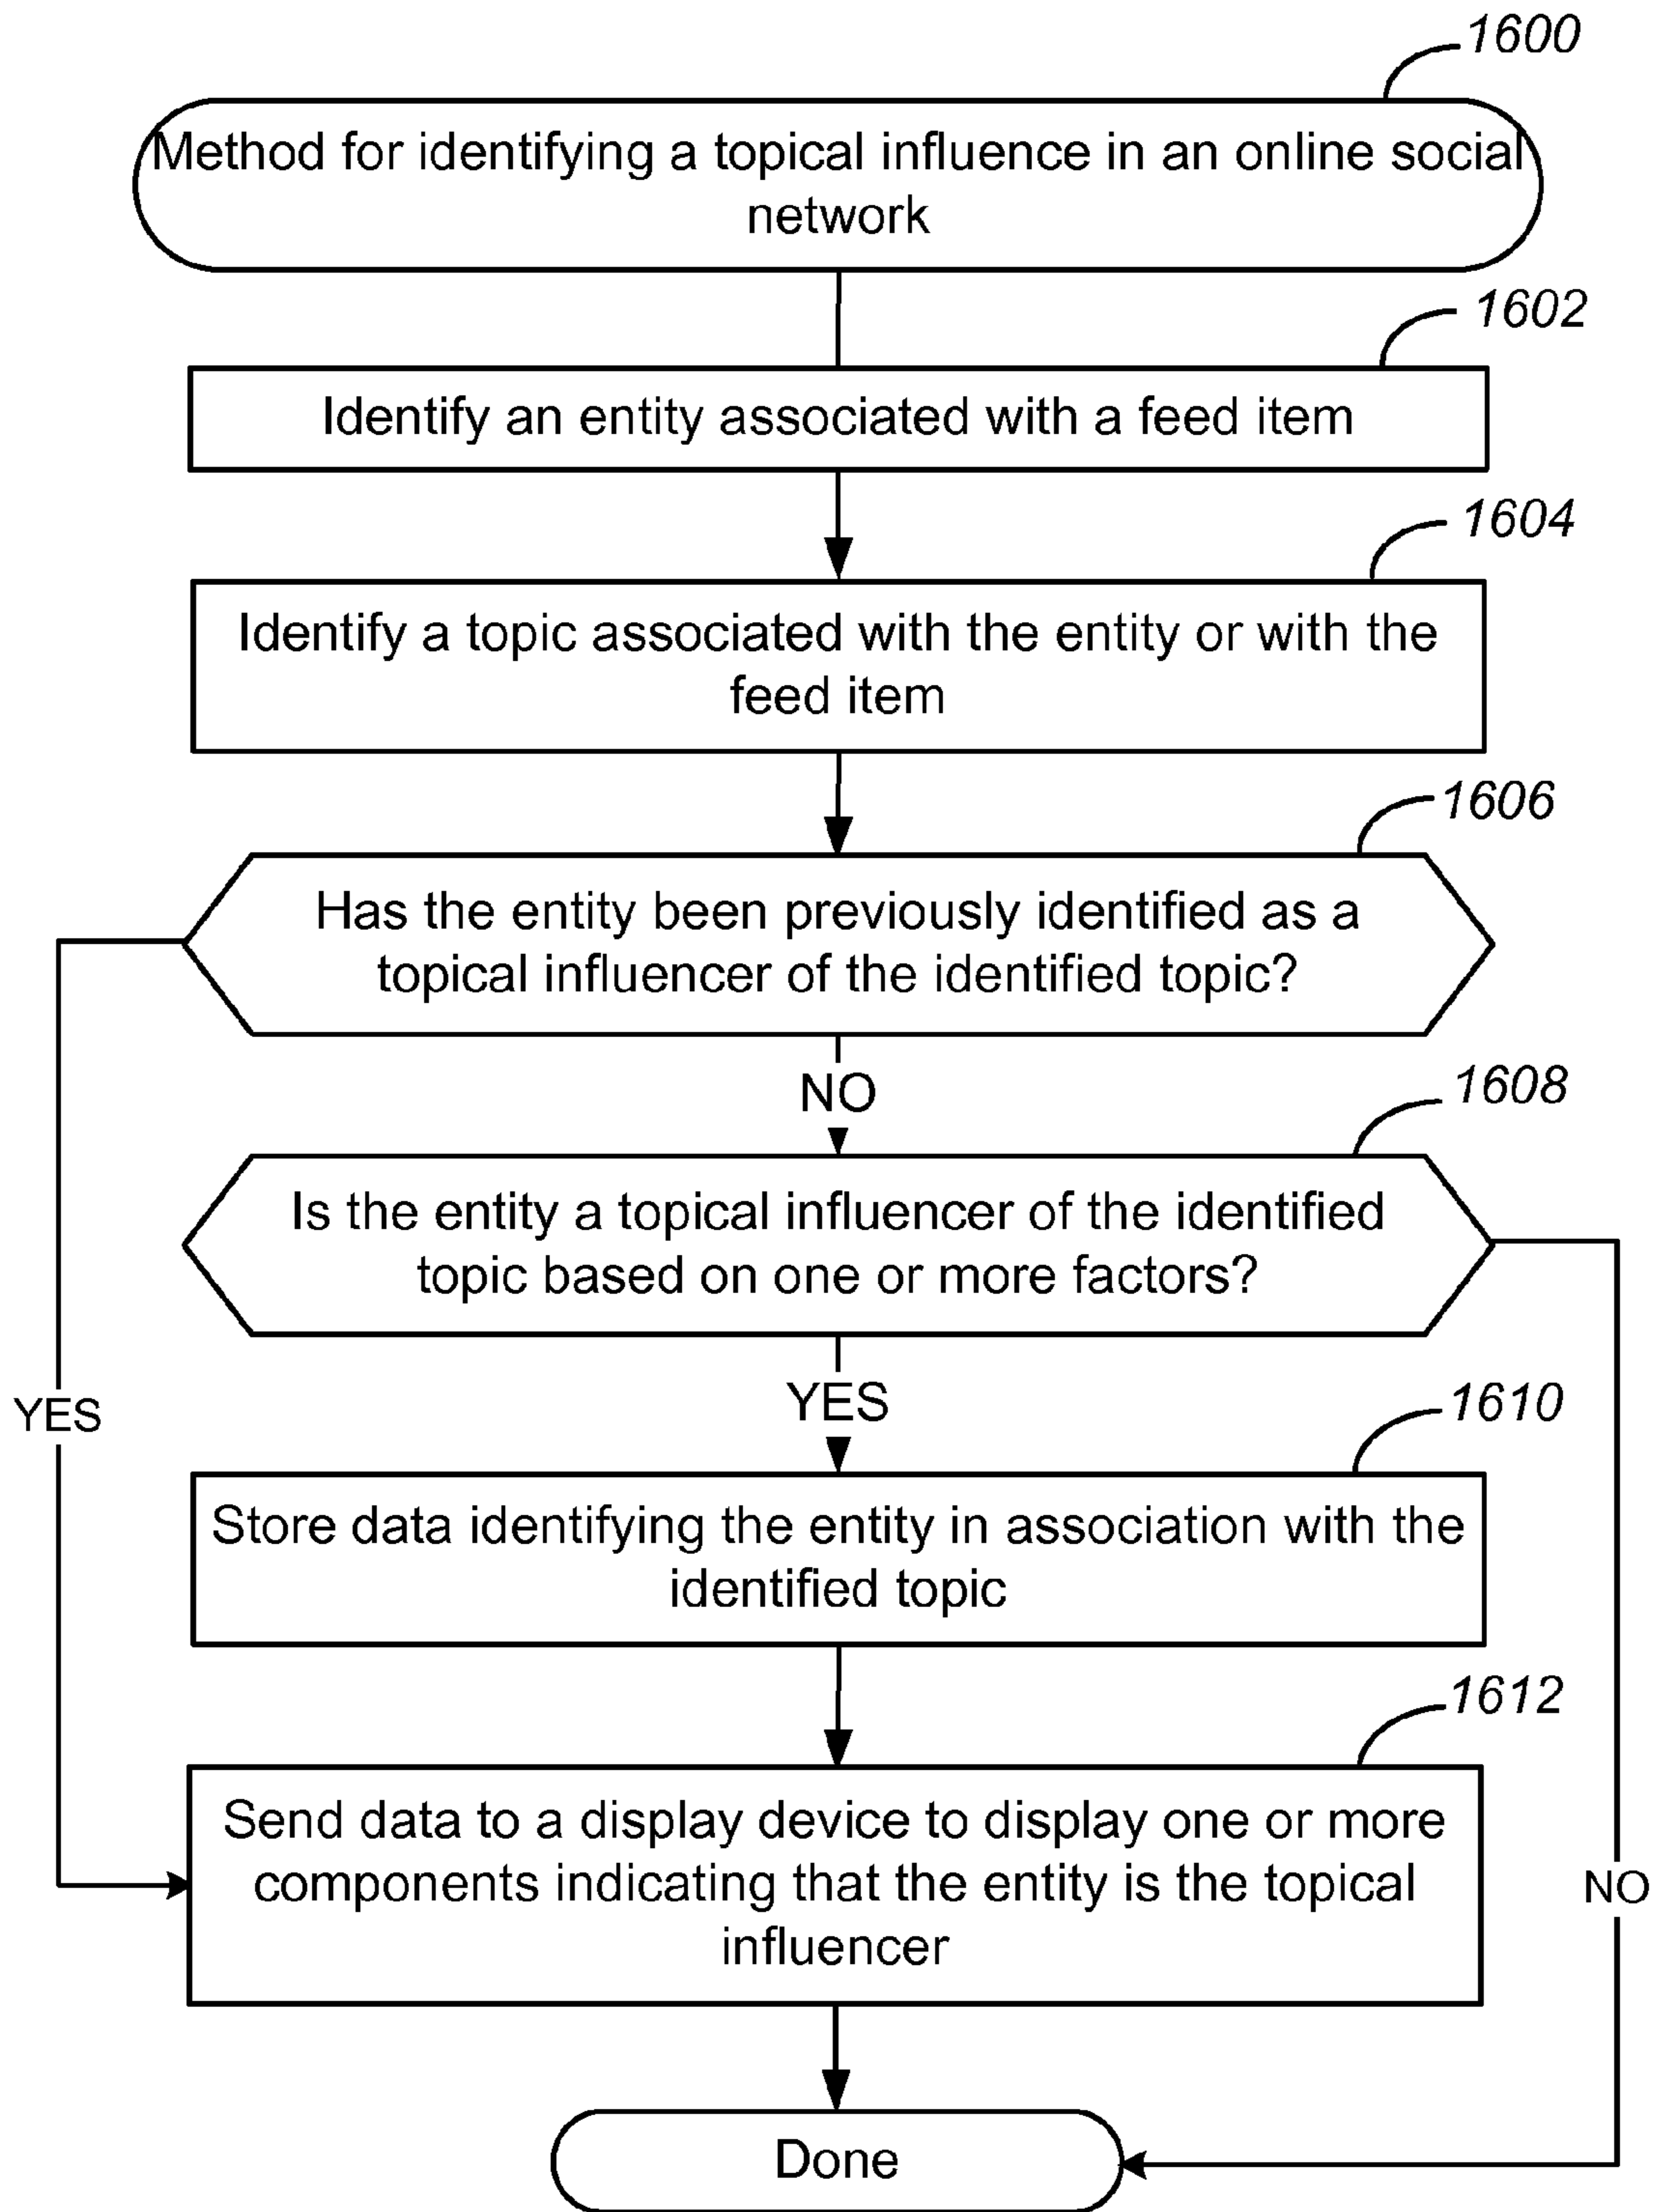 1600
Method for identifying a topical influence in an online social
network
1602
Identify an entity associated with a feed item
1604
Identify a topic associated with the entity or with the
feed item
1606
Has the entity been previously identified as a
topical influencer of the identified topic?
NO
1608
Is the entity a topical influencer of the identified
topic based on one or more factors?
YES
YES
1610
Store data identifying the entity in association with the
identified topic
1612
Send data to a display device to display one or more
components indicating that the entity is the topical
influencer
NO
Done